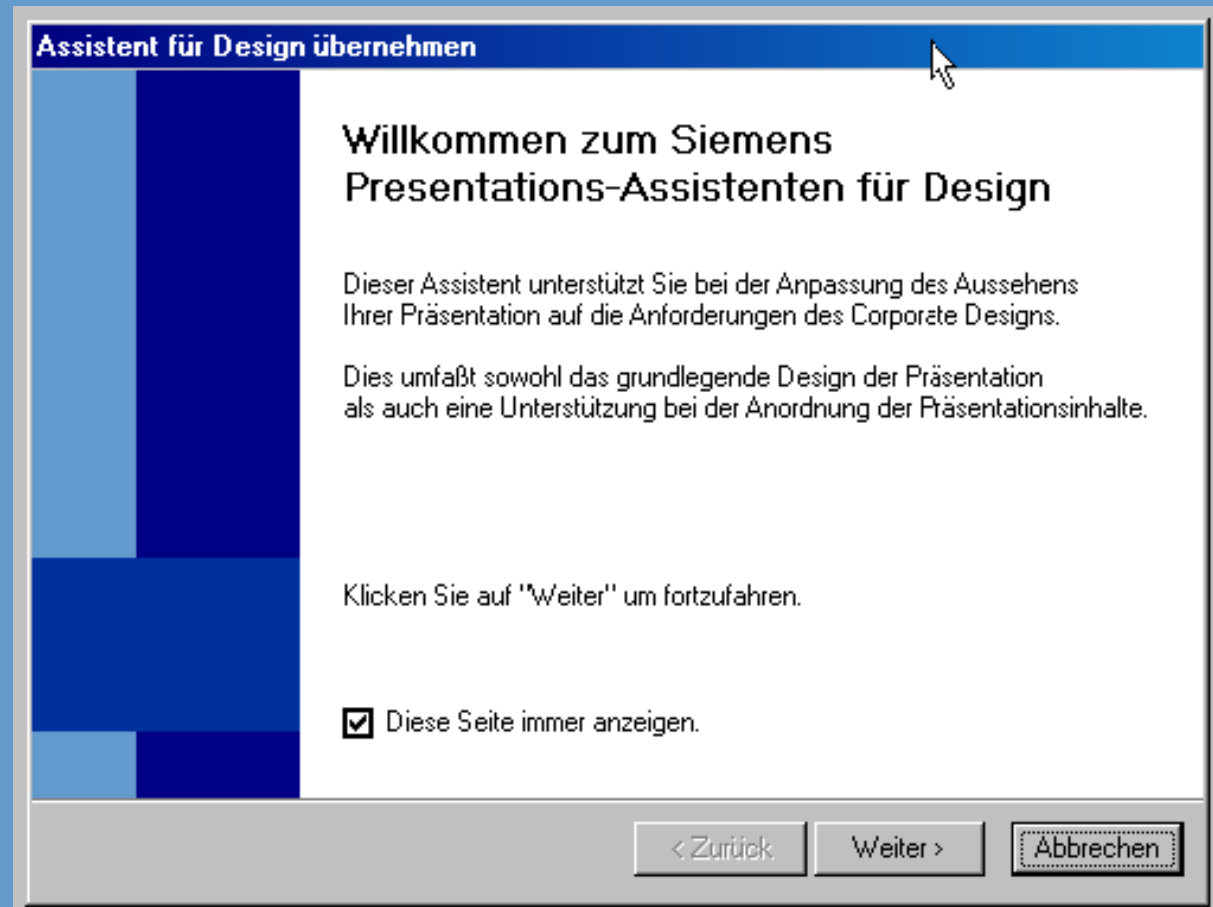 Assistent für Design übernehmen
Willkommen zum Siemens
Presentations-Assistenten für Design
Dieser Assistent unterstützt Sie bei der Anpassung des Aussehens
Ihrer Präsentation auf die Anforderungen des Corporate Designs.
Dies umfaßt sowohl das grundlegende Design der Präsentation
als auch eine Unterstützung bei der Anordnung der Präsentationsinhalte.
Klicken Sie auf "Weiter" um fortzufahren.
Diese Seite immer anzeigen.
< Zurück Weiter > Abbrechen